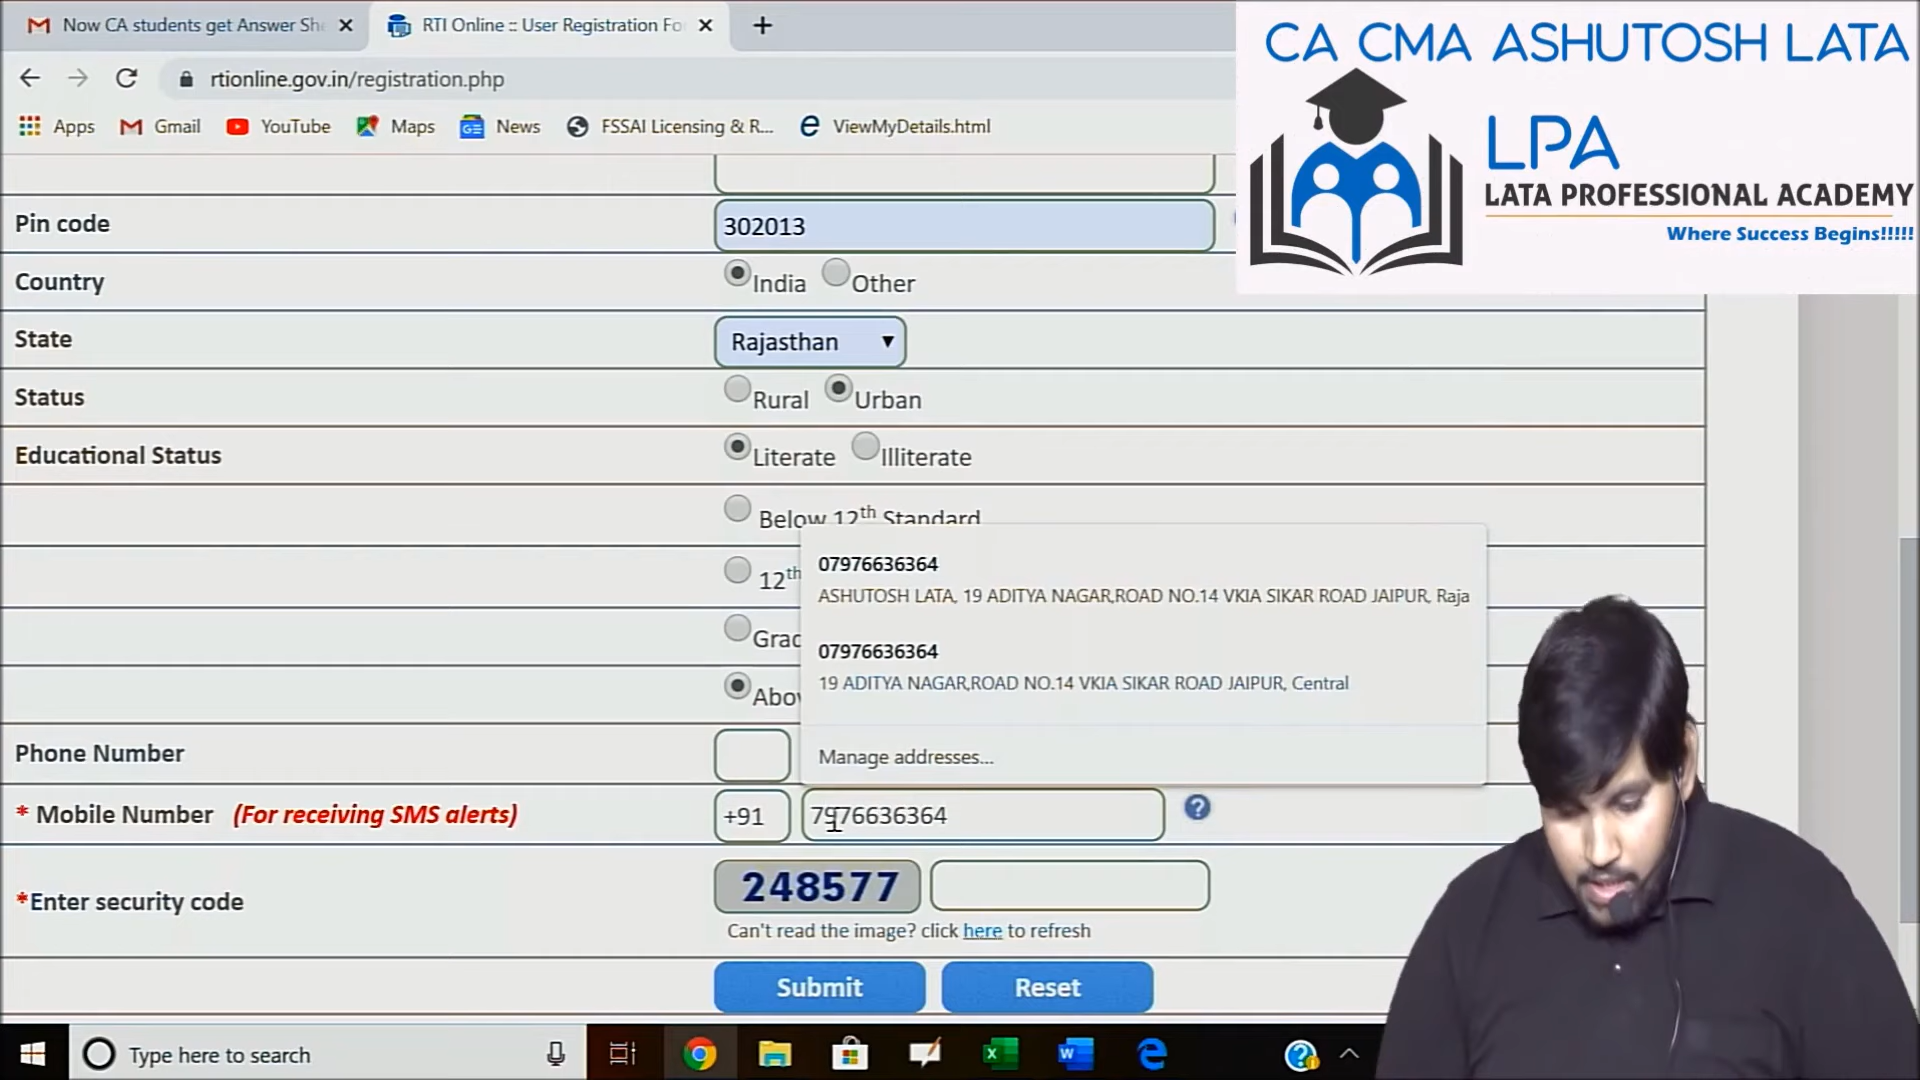 Now CA students get Answer She
RTI Online :: User Registration Fo
rtionline.gov.in/registration.php
Apps
Gmail
YouTube
Maps
News
FSSAI Licensing & R...
ViewMyDetails.html
CA CMA ASHUTOSH LATA
LPA
LATA PROFESSIONAL ACADEMY
Where Success Begins!!!!!
Pin code
302013
Country
India Other
State
Rajasthan
Status
Rural Urban
Educational Status
Literate Illiterate
Below 12th Standard
12th
Grad
Abov
07976636364
ASHUTOSH LATA, 19 ADITYA NAGAR,ROAD NO.14 VKIA SIKAR ROAD JAIPUR, Raja
07976636364
19 ADITYA NAGAR,ROAD NO.14 VKIA SIKAR ROAD JAIPUR, Central
Manage addresses...
Phone Number
* Mobile Number (For receiving SMS alerts)
+91 7976636364
*Enter security code
248577
Can't read the image? click here to refresh
Submit Reset
Type here to search